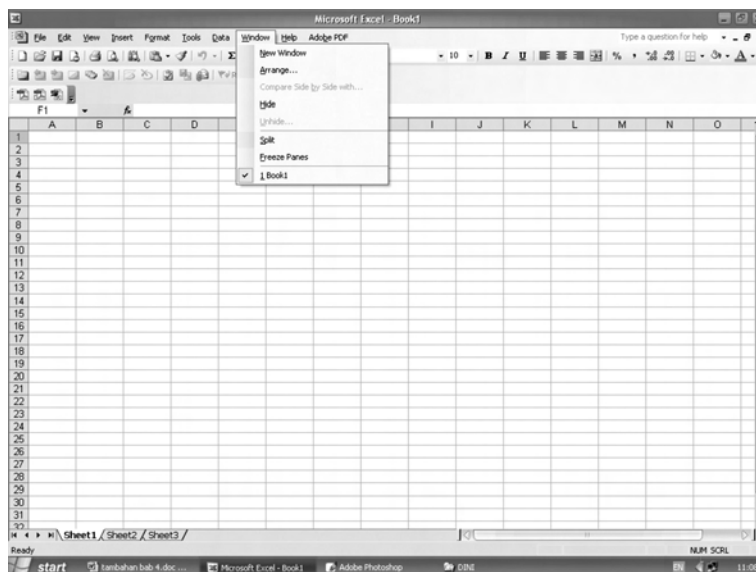 Microsoft Excel - Book1
File Edit View Insert Format Tools Data Window Help Adobe PDF Type a question for help
10 B I U % ,
New Window
Arrange...
Compare Side by Side with...
Hide
Unhide...
Split
Freeze Panes
1 Book1
F1 fx
A B C D I J K L M N O
1
2
3
4
5
6
7
8
9
10
11
12
13
14
15
16
17
18
19
20
21
22
23
24
25
26
27
28
29
30
31
32
Sheet1 Sheet2 Sheet3
Ready NUM SCRL
start tambahan bab 4.doc ... Microsoft Excel - Book1 Adobe Photoshop DINI EN